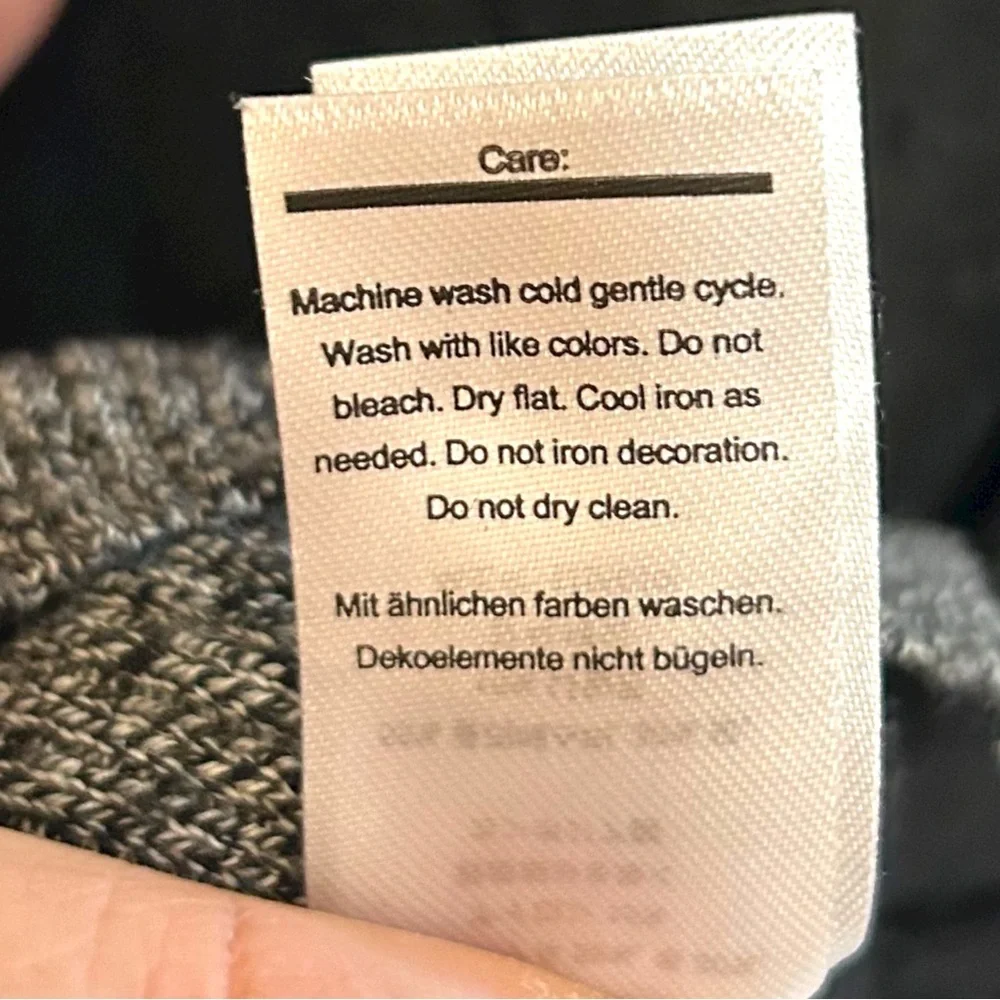 Care:
Machine wash cold gentle cycle.
Wash with like colors. Do not
bleach. Dry flat. Cool iron as
needed. Do not iron decoration.
Do not dry clean.
Mit ähnlichen farben waschen.
Dekoelemente nicht bügeln.